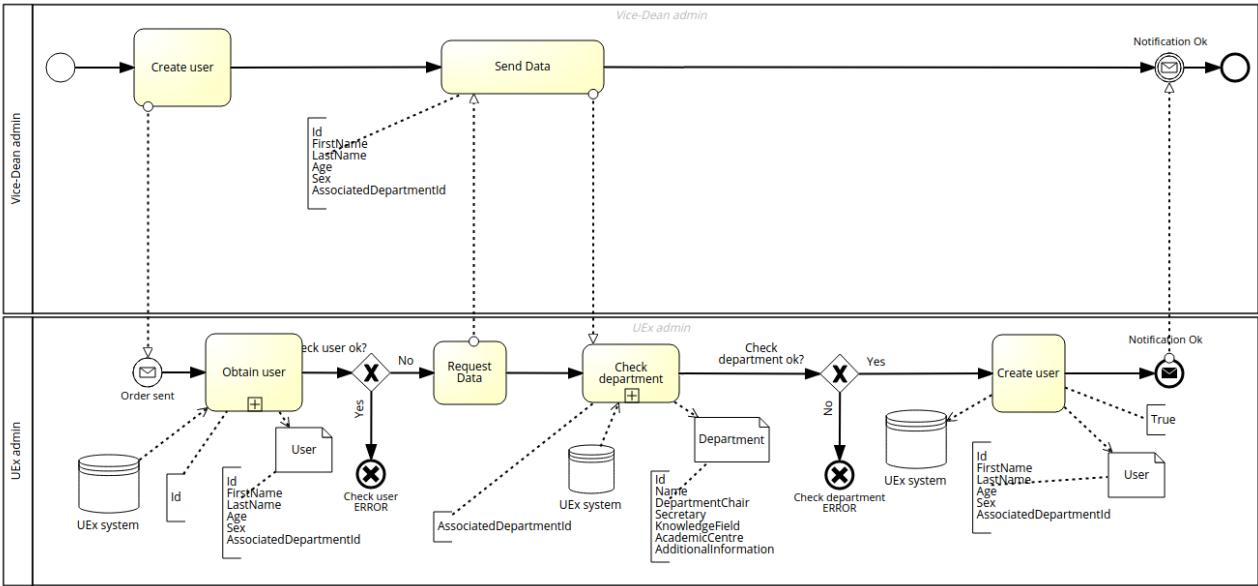 Vice-Dean admin
Vice-Dean admin
Create user
Send Data
Notification Ok
Id
FirstName
LastName
Age
Sex
AssociatedDepartmentId
UEx admin
UEx admin
Order sent
Obtain user
eck user ok?
No
Yes
Request
Data
Check
department
Check
department ok?
Yes
No
Create user
Notification Ok
True
UEx system
Id
User
Id
FirstName
LastName
Age
Sex
AssociatedDepartmentId
Check user
ERROR
AssociatedDepartmentId
UEx system
Department
Id
Name
DepartmentChair
Secretary
KnowledgeField
AcademicCentre
AdditionalInformation
Check department
ERROR
UEx system
Id
FirstName
LastName
Age
Sex
AssociatedDepartmentId
User